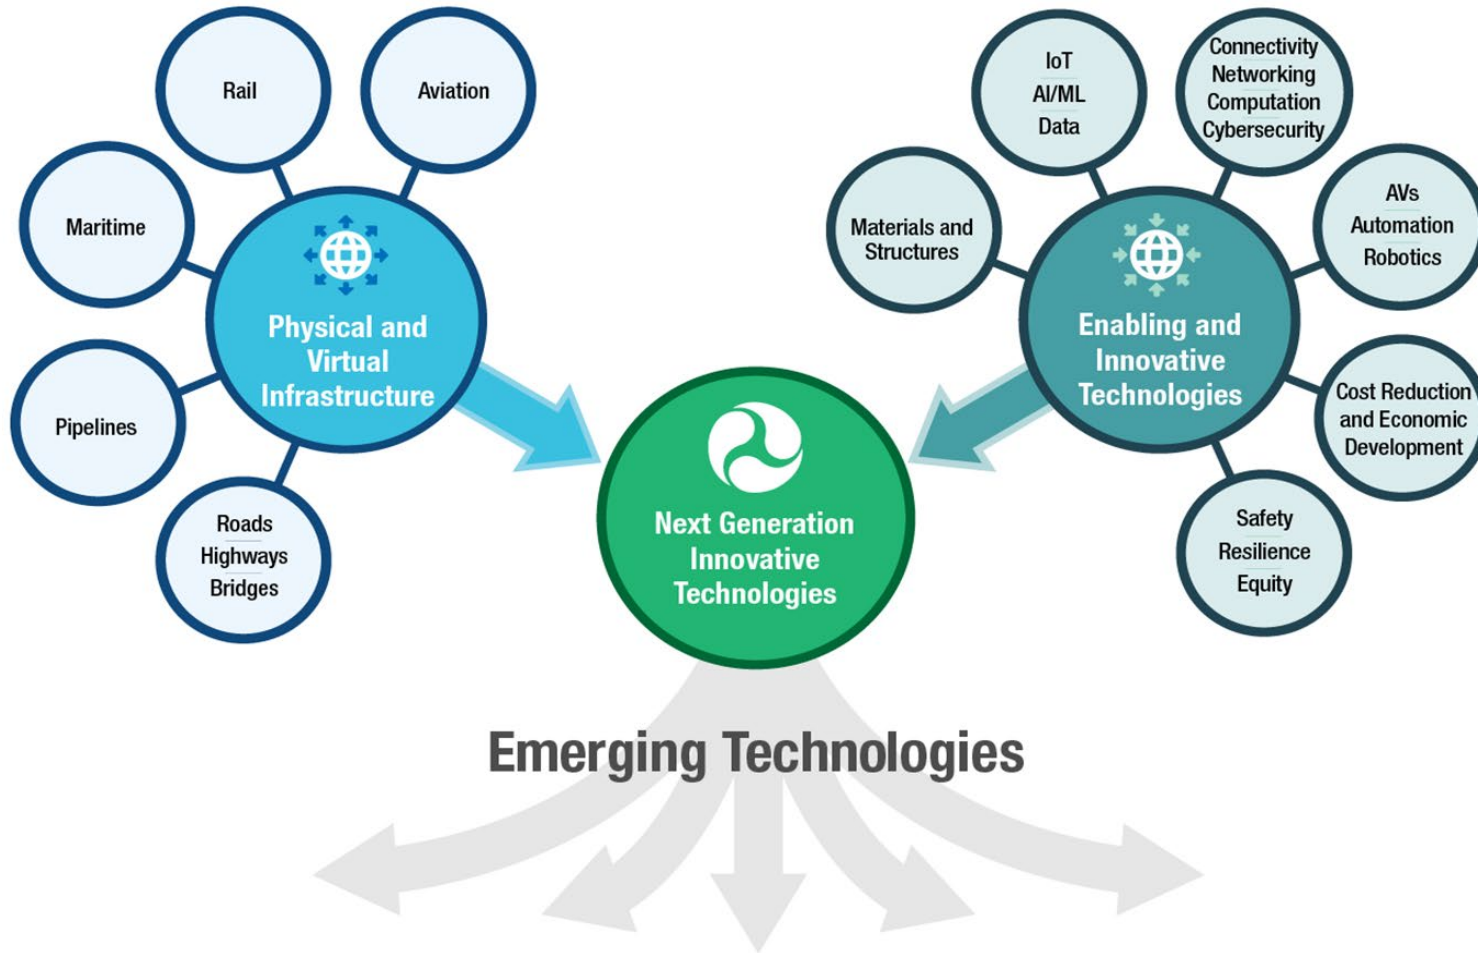 Rail
Aviation
Maritime
Pipelines
Roads
Highways
Bridges
Physical and
Virtual
Infrastructure
IoT
AI/ML
Data
Connectivity
Networking
Computation
Cybersecurity
Materials and
Structures
AVs
Automation
Robotics
Cost Reduction
and Economic
Development
Safety
Resilience
Equity
Enabling and
Innovative
Technologies
Next Generation
Innovative
Technologies
Emerging Technologies